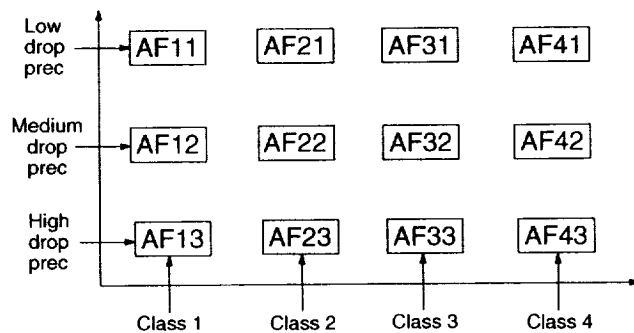 Low
drop
prec
AF11 AF21 AF31 AF41
Medium
drop
prec
AF12 AF22 AF32 AF42
High
drop
prec
AF13 AF23 AF33 AF43
Class 1 Class 2 Class 3 Class 4